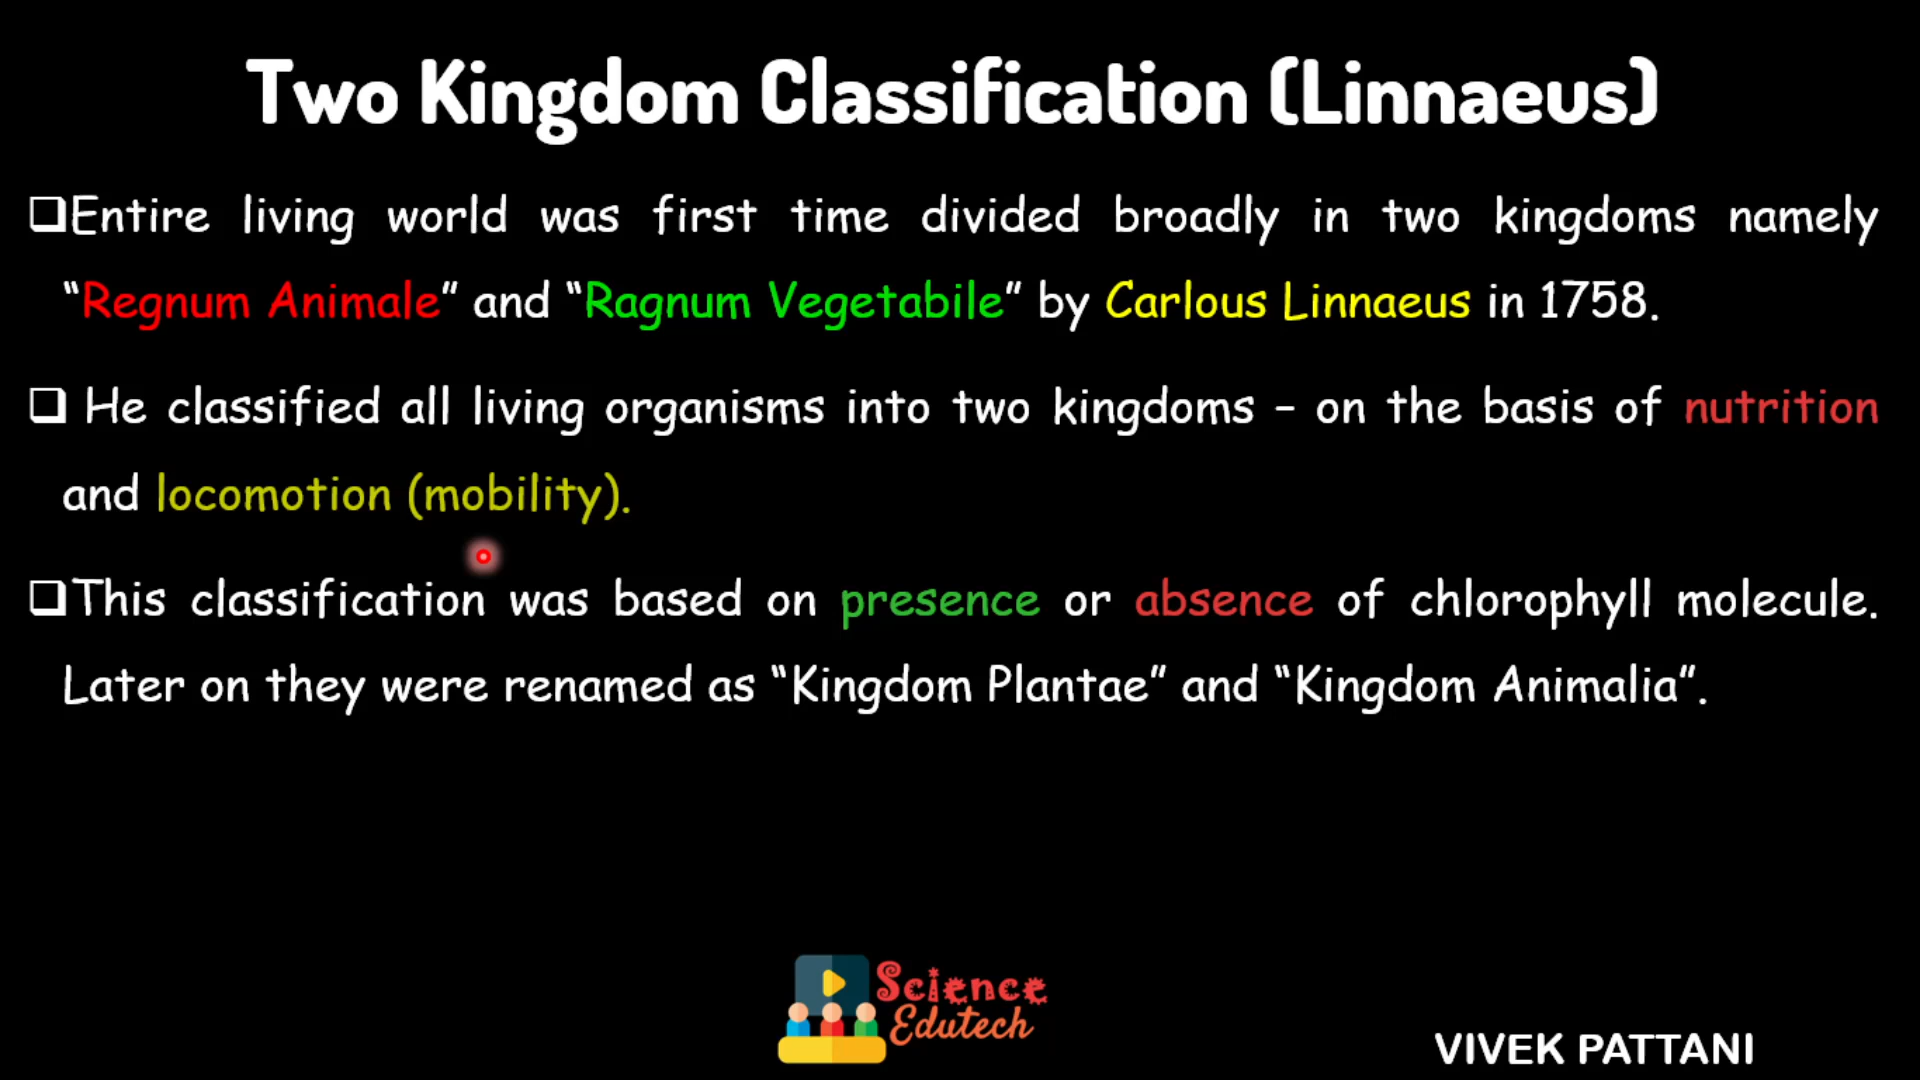 Two Kingdom Classification (Linnaeus)
❑Entire living world was first time divided broadly in two kingdoms namely
“Regnum Animale” and “Ragnum Vegetabile” by Carlous Linnaeus in 1758.
❑ He classified all living organisms into two kingdoms – on the basis of nutrition
and locomotion (mobility).
❑This classification was based on presence or absence of chlorophyll molecule.
Later on they were renamed as “Kingdom Plantae” and “Kingdom Animalia”.
Science
Edutech
VIVEK PATTANI